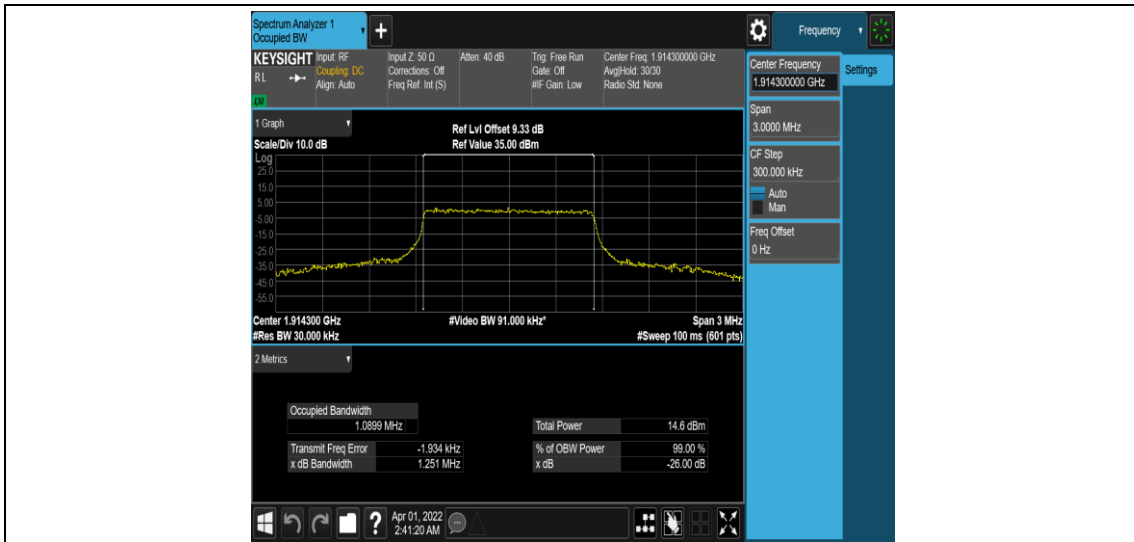 Spectrum Analyzer 1
Occupied BW
+
Frequency
KEYSIGHT Input: RF Input Z: 50 Ω Atten: 40 dB Trig: Free Run Center Freq: 1.914300000 GHz
RL Coupling: DC Corrections: Off Gate: Off Avg|Hold: 30/30
Align: Auto Freq Ref: Int (S) #IF Gain: Low Radio Std: None
Center Frequency
1.914300000 GHz
Settings
Span
3.0000 MHz
CF Step
300.000 kHz
Auto
Man
Freq Offset
0 Hz
1 Graph
Ref Lvl Offset 9.33 dB
Scale/Div 10.0 dB Ref Value 35.00 dBm
Log
25.0
15.0
5.00
-5.00
-15.0
-25.0
-35.0
-45.0
-55.0
Center 1.914300 GHz #Video BW 91.000 kHz* Span 3 MHz
#Res BW 30.000 kHz #Sweep 100 ms (601 pts)
2 Metrics
Occupied Bandwidth
1.0899 MHz
Total Power 14.6 dBm
Transmit Freq Error -1.934 kHz % of OBW Power 99.00 %
x dB Bandwidth 1.251 MHz x dB -26.00 dB
?
Apr 01, 2022
2:41:20 AM